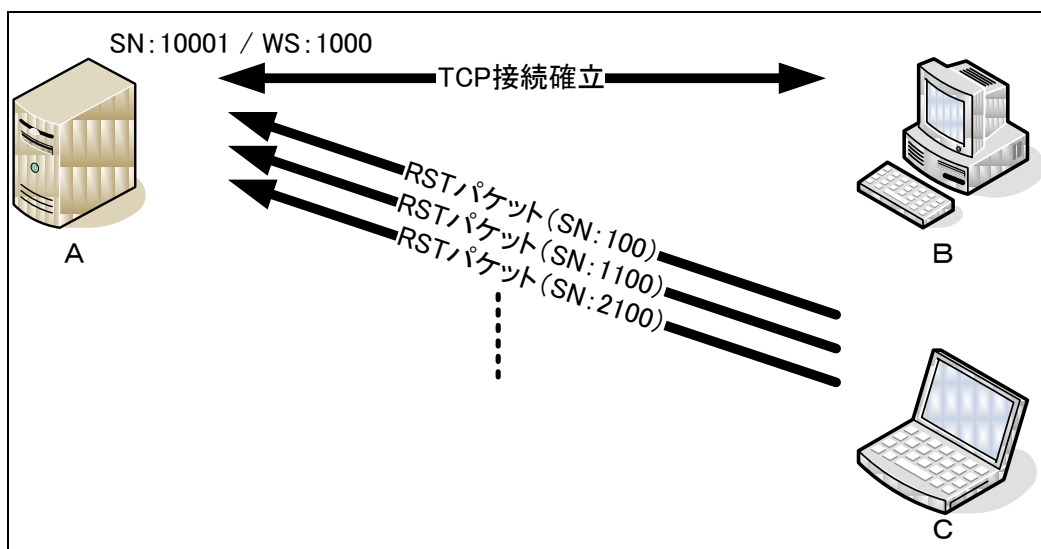 SN:10001 / WS:1000
TCP接続確立
RSTパケット(SN:100)
RSTパケット(SN:1100)
RSTパケット(SN:2100)
A
B
C